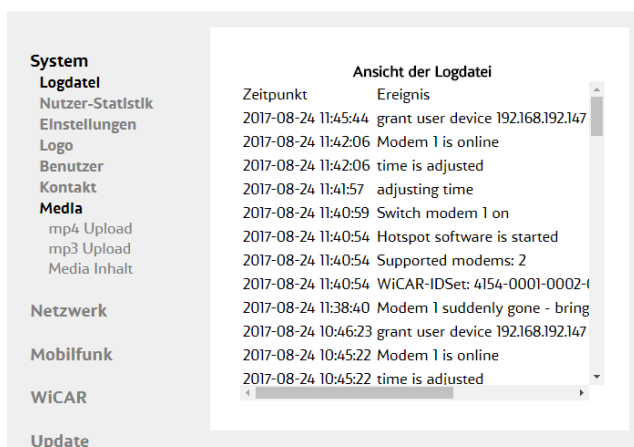 System
Logdatei
Nutzer-Statistik
Einstellungen
Logo
Benutzer
Kontakt
Media
mp4 Upload
mp3 Upload
Media Inhalt
Netzwerk
Mobilfunk
WiCAR
Update
Ansicht der Logdatei
Zeitpunkt Ereignis
2017-08-24 11:45:44 grant user device 192.168.192.147
2017-08-24 11:42:06 Modem 1 is online
2017-08-24 11:42:06 time is adjusted
2017-08-24 11:41:57 adjusting time
2017-08-24 11:40:59 Switch modem 1 on
2017-08-24 11:40:54 Hotspot software is started
2017-08-24 11:40:54 Supported modems: 2
2017-08-24 11:40:54 WiCAR-IDSet: 4154-0001-0002-
2017-08-24 11:38:40 Modem 1 suddenly gone - bring
2017-08-24 10:46:23 grant user device 192.168.192.147
2017-08-24 10:45:22 Modem 1 is online
2017-08-24 10:45:22 time is adjusted